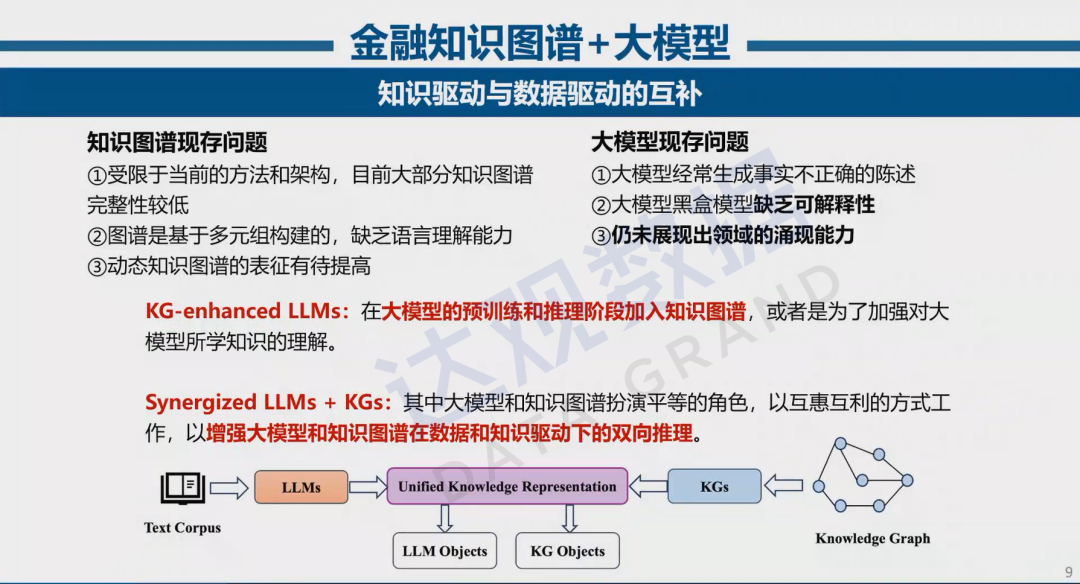 金融知识图谱+大模型
知识驱动与数据驱动的互补
知识图谱现存问题
①受限于当前的方法和架构，目前大部分知识图谱
完整性较低
②图谱是基于多元组构建的，缺乏语言理解能力
③动态知识图谱的表征有待提高
大模型现存问题
①大模型经常生成事实不正确的陈述
②大模型黑盒模型缺乏可解释性
③仍未展现出领域的涌现能力
KG-enhanced LLMs：在大模型的预训练和推理阶段加入知识图谱，或者是为了加强对大
模型所学知识的理解。
Synergized LLMs + KGs：其中大模型和知识图谱扮演平等的角色，以互惠互利的方式工
作，以增强大模型和知识图谱在数据和知识驱动下的双向推理。
达观数据
DATA GRAND
Text Corpus
LLMs
Unified Knowledge Representation
KGs
Knowledge Graph
LLM Objects
KG Objects
9